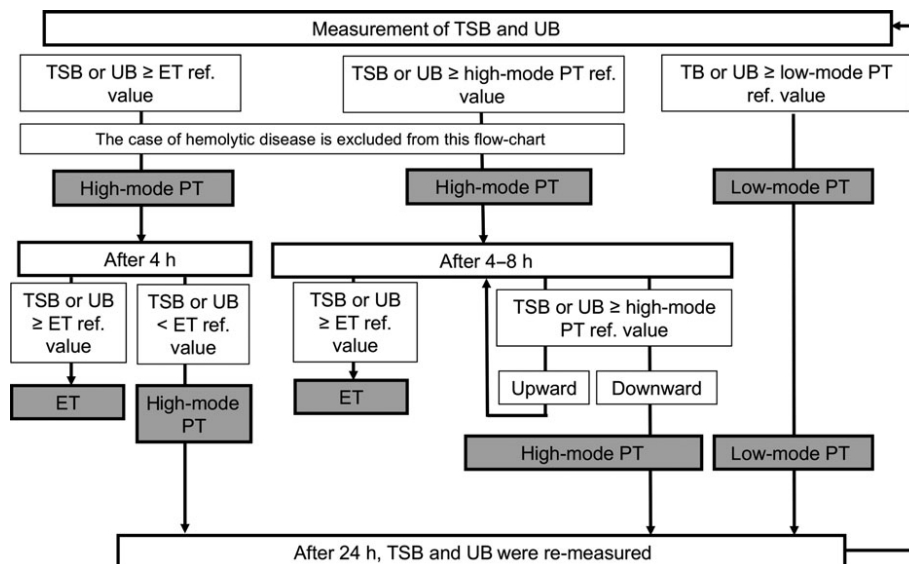 Measurement of TSB and UB
TSB or UB ≥ ET ref.
value
TSB or UB ≥ high-mode PT ref.
value
TB or UB ≥ low-mode PT
ref. value
The case of hemolytic disease is excluded from this flow-chart
High-mode PT
High-mode PT
Low-mode PT
After 4 h
After 4–8 h
TSB or UB
≥ ET ref.
value
TSB or UB
< ET ref.
value
TSB or UB
≥ ET ref.
value
TSB or UB ≥ high-mode
PT ref. value
Upward
Downward
ET
High-mode
PT
ET
High-mode PT
Low-mode PT
After 24 h, TSB and UB were re-measured